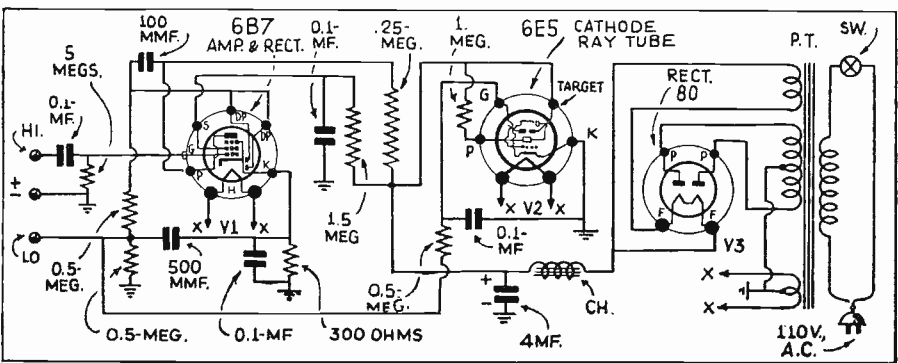 100
MMF.
6B7
AMP. & RECT.
0.1-
MF.
.25-
MEG.
1.
MEG.
6E5 CATHODE
RAY TUBE
P.T.
SW.
5
MEGS.
0.1-
MF.
HI.
±
LO
S
DP
DP
G
G
P
K
H
X V1 X
1.5
MEG
G
TARGET
P
K
X V2 X
0.1-
MF
RECT.
80
P
P
F
F
V3
X
X
0.5-
MEG.
500
MMF.
0.5-MEG.
0.1-MF
300 OHMS
0.5-
MEG.
+
-
4MF.
CH.
110V.,
A.C.